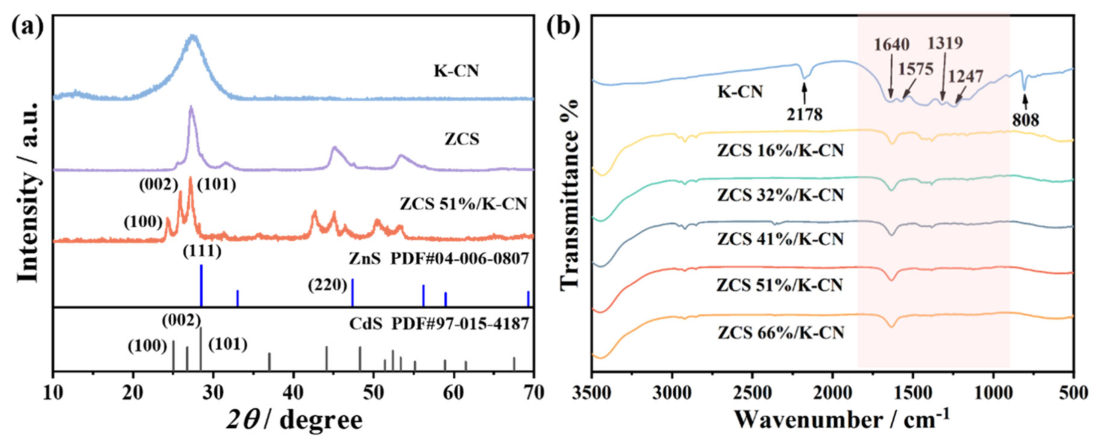 (a)
K-CN
ZCS
(002) (101)
ZCS 51%/K-CN
(100)
(111)
ZnS PDF#04-006-0807
(220)
(002)
CdS PDF#97-015-4187
(100) (101)
10 20 30 40 50 60 70
2θ / degree
Intensity / a.u.
(b)
1640 1319
1575 1247
K-CN
2178 808
ZCS 16%/K-CN
ZCS 32%/K-CN
ZCS 41%/K-CN
ZCS 51%/K-CN
ZCS 66%/K-CN
3500 3000 2500 2000 1500 1000 500
Wavenumber / cm⁻¹
Transmittance %